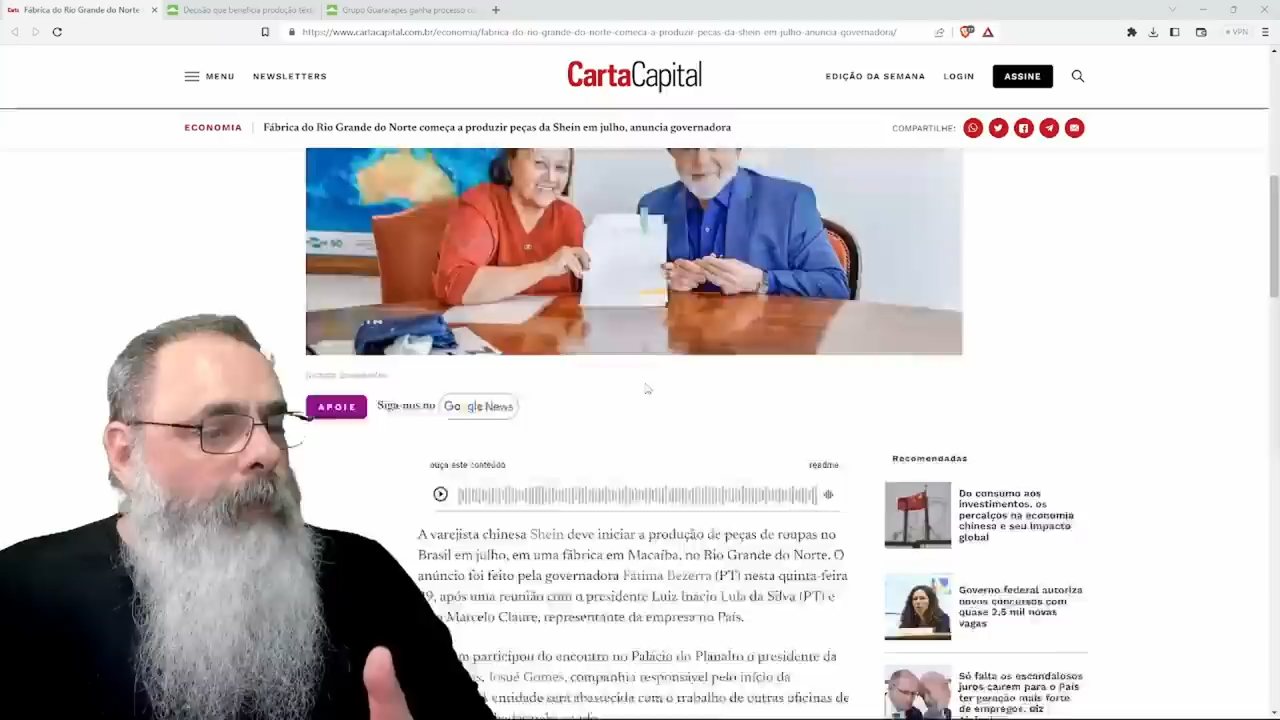 Fábrica do Rio Grande do Norte
Decisão que beneficia produção têxt
Grupo Guararapes ganha processo co
https://www.cartacapital.com.br/economia/fabrica-do-rio-grande-do-norte-comeca-a-produzir-pecas-da-shein-em-julho-anuncia-governadora/
VPN
MENU
NEWSLETTERS
CartaCapital
EDIÇÃO DA SEMANA
LOGIN
ASSINE
ECONOMIA
Fábrica do Rio Grande do Norte começa a produzir peças da Shein em julho, anuncia governadora
COMPARTILHE:
APOIE
Siga-nos no
Google News
ouça este conteúdo
readme
A varejista chinesa Shein deve iniciar a produção de peças de roupas no
Brasil em julho, em uma fábrica em Macaíba, no Rio Grande do Norte. O
anúncio foi feito pela governadora Fátima Bezerra (PT) nesta quinta-feira
9, após uma reunião com o presidente Luiz Inácio Lula da Silva (PT) e
Marcelo Claure, representante da empresa no País.
m participou do encontro no Palácio do Planalto o presidente da
Josué Gomes, companhia responsável pelo início da
entidade será abastecida com o trabalho de outras oficinas de
Recomendadas
Do consumo aos
investimentos, os
percalços na economia
chinesa e seu impacto
global
Governo federal autoriza
novos concursos com
quase 2,5 mil novas
vagas
Só falta os escandalosos
juros caírem para o País
ter geração mais forte
de empregos, diz